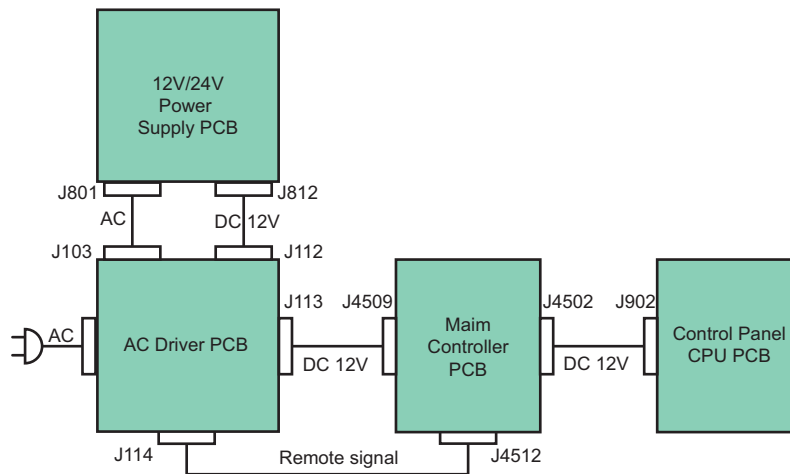 12V/24V
Power
Supply PCB
J801
J812
AC
DC 12V
J103
J112
AC
AC Driver PCB
J113
DC 12V
J4509
Maim
Controller
PCB
J4502
DC 12V
J902
Control Panel
CPU PCB
J114
Remote signal
J4512